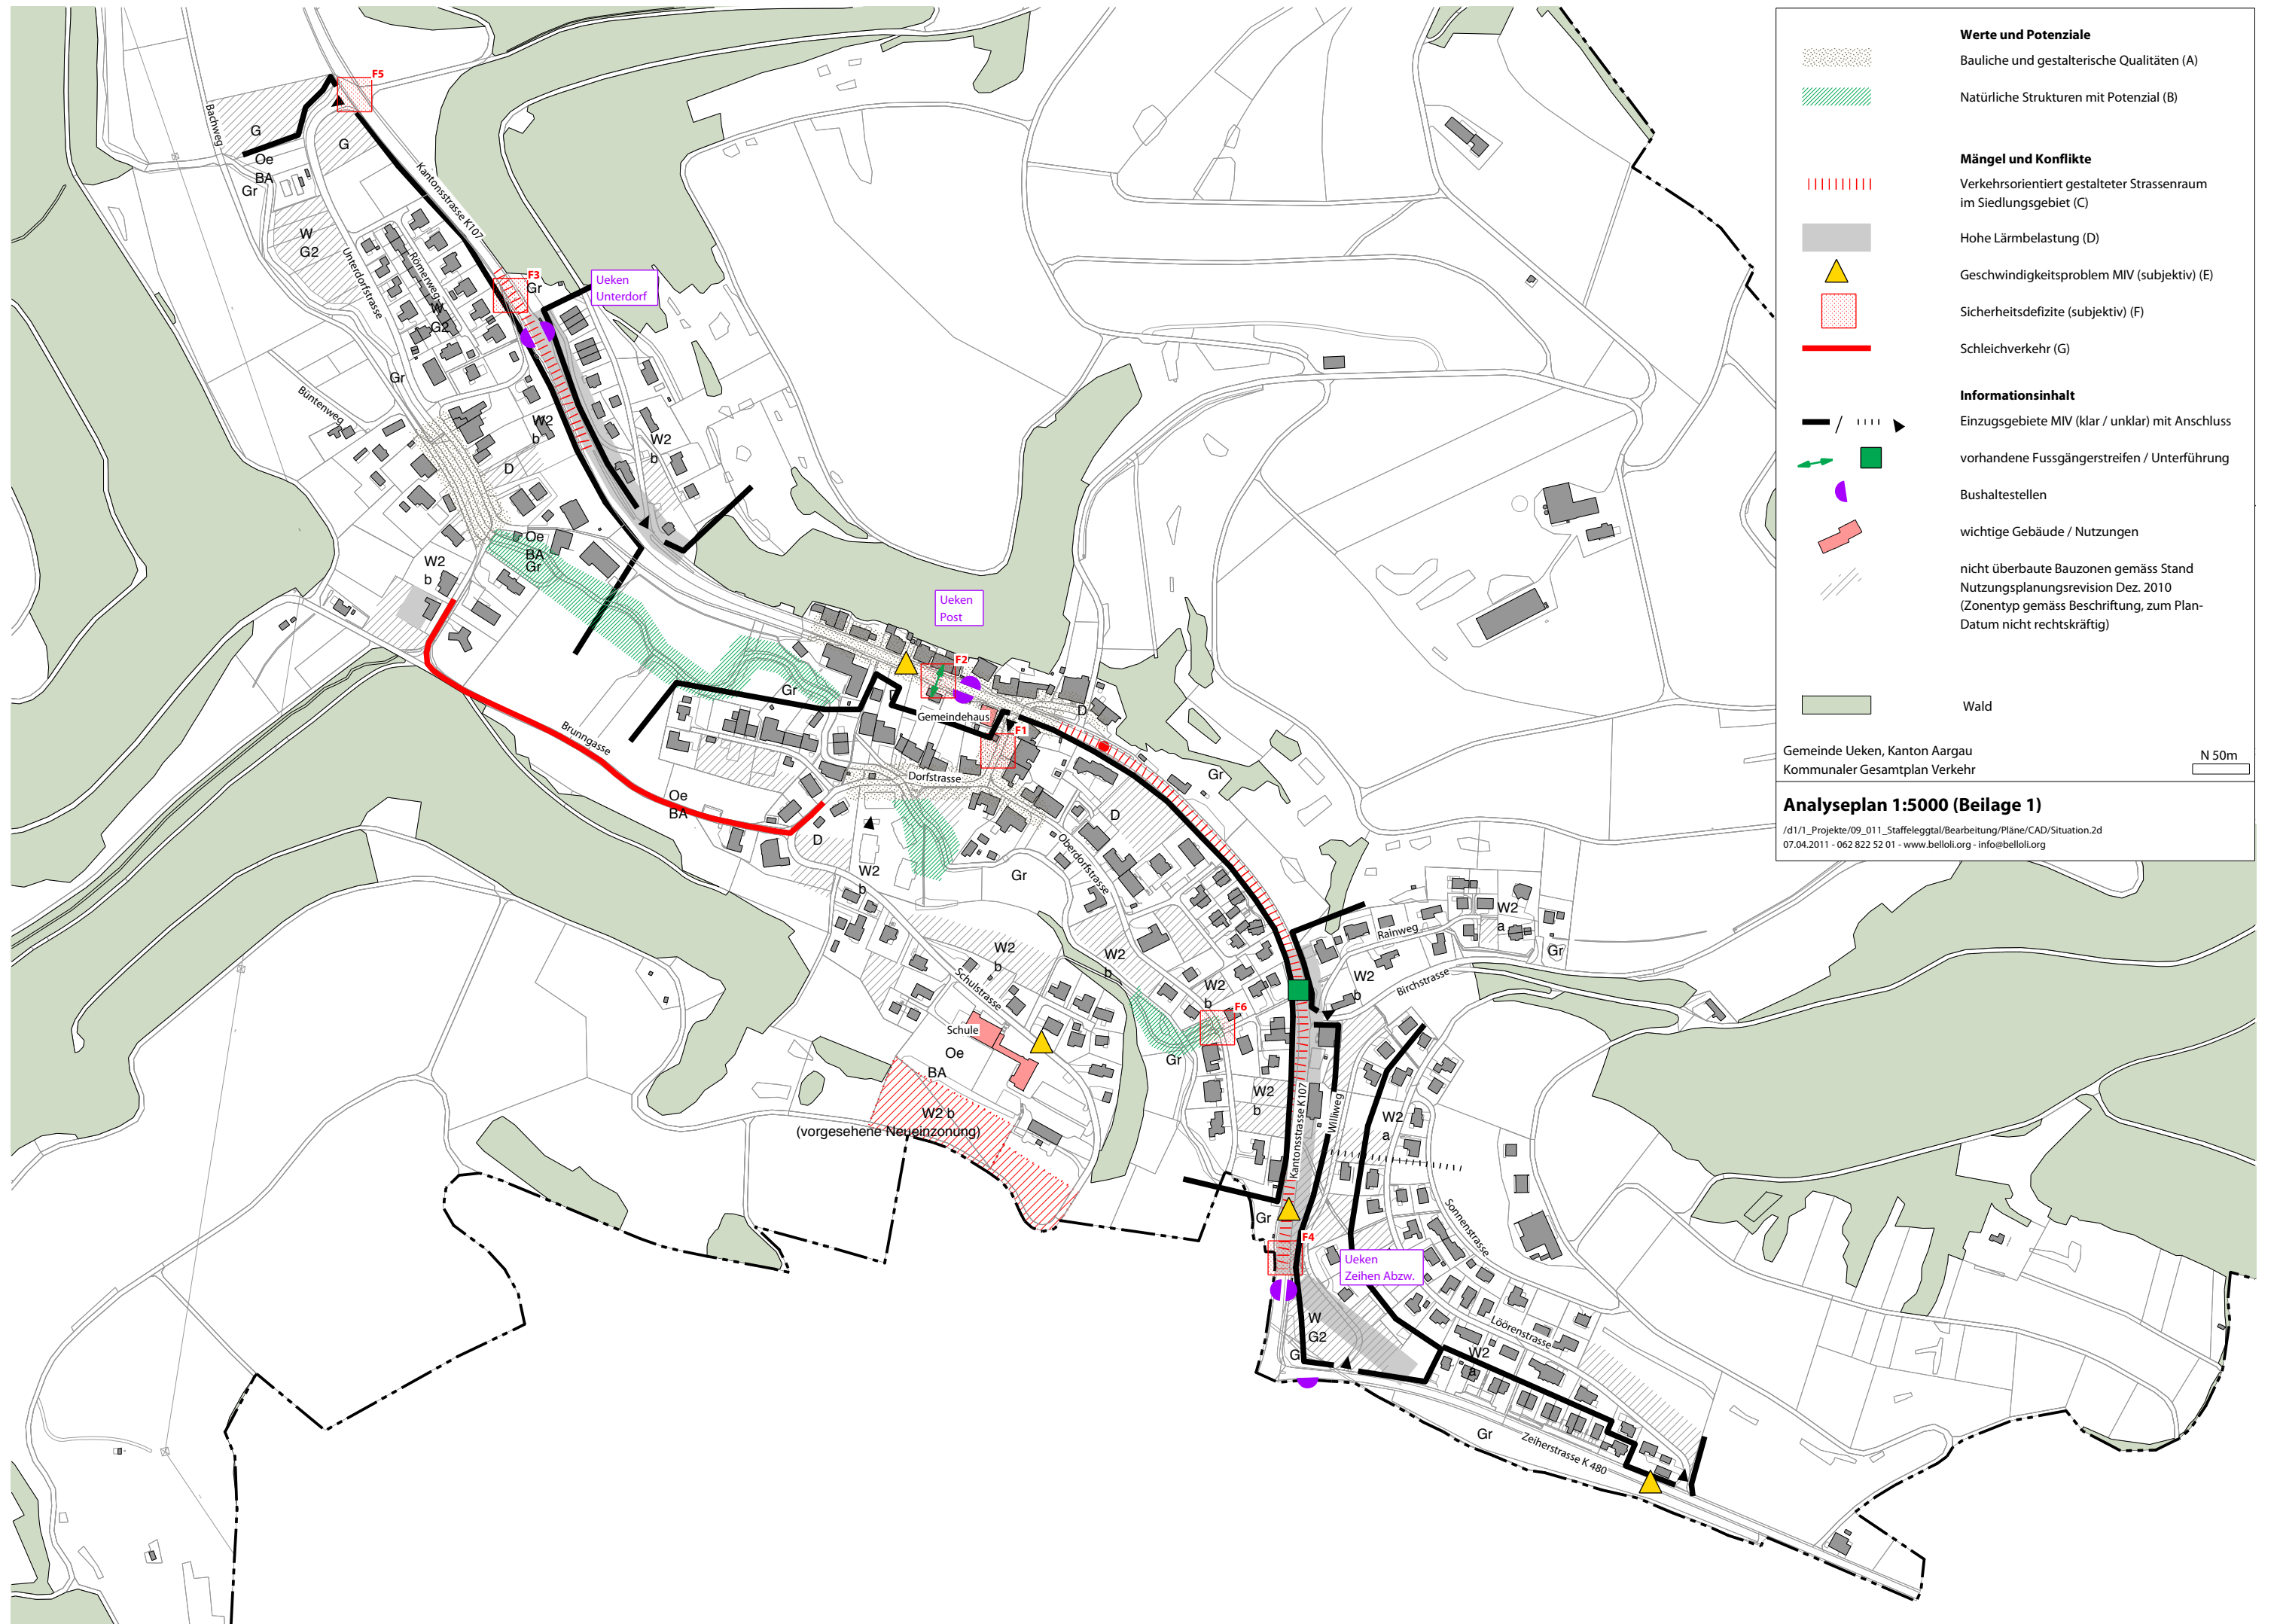 F5
Bachweg
G
G
Oe
BA
Gr
Kantonsstrasse K107
W
G2
Unterdorfstrasse
Römerweg
W
G2
F3
Gr
Ueken
Unterdorf
Gr
Buntenweg
W2
b
W2
b
D
Oe
BA
Gr
W2
b
Ueken
Post
F2
Gr
Gemeindehaus
D
F1
Brunngasse
Dorfstrasse
Gr
Oe
BA
D
D
Oberdorfstrasse
W2
b
Gr
W2
a
Rainweg
Gr
W2
b
W2
b
Schulstrasse
W2
b
W2
b
Birchstrasse
F6
Schule
Oe
BA
Gr
W2 b
(vorgesehene Neueinzonung)
W2
b
Kantonsstrasse K107
Williweg
W2
a
Sonnenstrasse
Gr
F4
Ueken
Zeihen Abzw.
W
G2
G
Löörenstrasse
W2
a
Gr
Zeiherstrasse K 480
Werte und Potenziale
Bauliche und gestalterische Qualitäten (A)
Natürliche Strukturen mit Potenzial (B)
Mängel und Konflikte
Verkehrsorientiert gestalteter Strassenraum
im Siedlungsgebiet (C)
Hohe Lärmbelastung (D)
Geschwindigkeitsproblem MIV (subjektiv) (E)
Sicherheitsdefizite (subjektiv) (F)
Schleichverkehr (G)
Informationsinhalt
/ Einzugsgebiete MIV (klar / unklar) mit Anschluss
vorhandene Fussgängerstreifen / Unterführung
Bushaltestellen
wichtige Gebäude / Nutzungen
nicht überbaute Bauzonen gemäss Stand
Nutzungsplanungsrevision Dez. 2010
(Zonentyp gemäss Beschriftung, zum Plan-
Datum nicht rechtskräftig)
Wald
Gemeinde Ueken, Kanton Aargau
Kommunaler Gesamtplan Verkehr
N 50m
Analyseplan 1:5000 (Beilage 1)
/d1/1_Projekte/09_011_Staffeleggtal/Bearbeitung/Pläne/CAD/Situation.2d
07.04.2011 - 062 822 52 01 - www.belloli.org - info@belloli.org